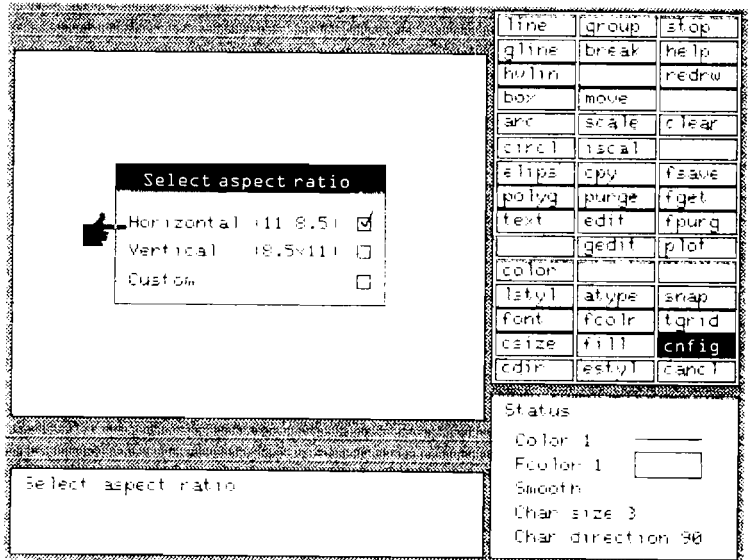 line group stop
gline break help
hvlin redrw
box move
arc scale clear
circl iscal
elips cpy fsave
polyg purge fget
text edit fpurg
gedit plot
color
lstyl atype snap
font fcolr tgrid
csize fill cnfig
cdir estyl cancl
Select aspect ratio
Horizontal (11 8.5)
Vertical (8.5×11)
Custom
Status
Color 1
Fcolor 1
Smooth
Char size 3
Char direction 90
Select aspect ratio